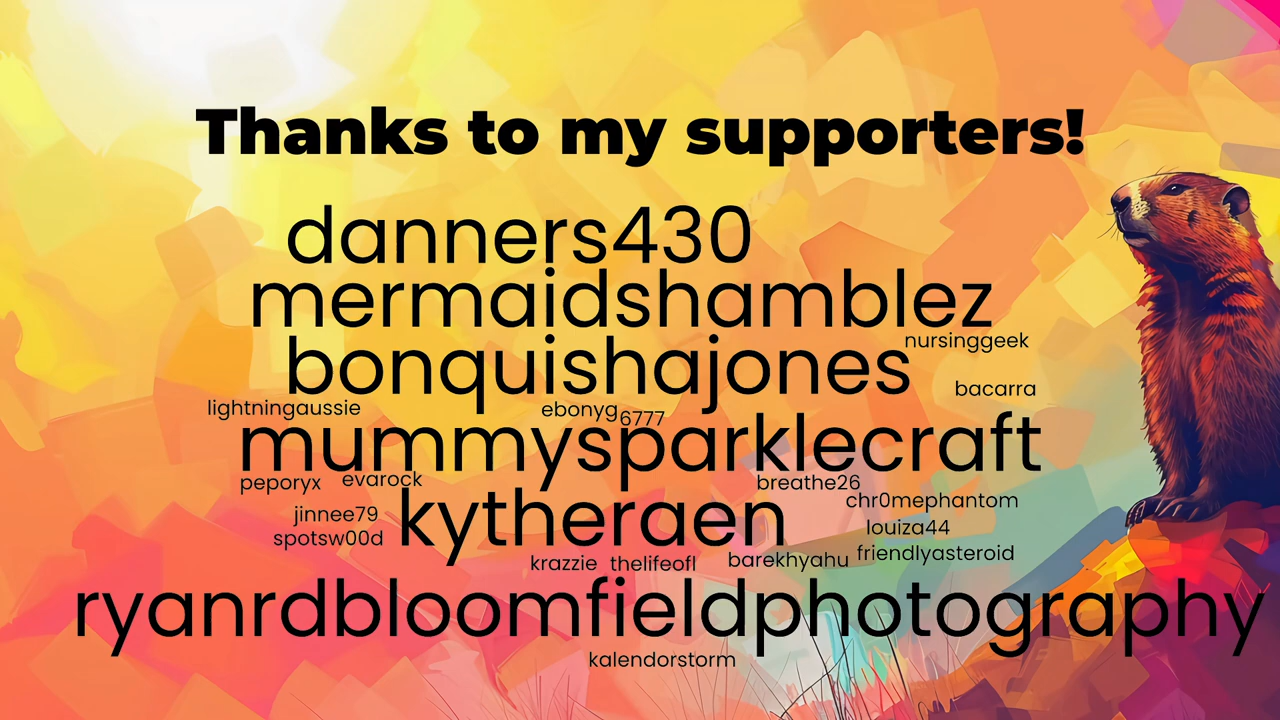 Thanks to my supporters!
danners430
mermaidshamblez
nursinggeek
bonquishajones
bacarra
lightningaussie
ebonyg6777
mummysparklecraft
peporyx
evarock
breathe26
chr0mephantom
jinnee79
kytheraen
louiza44
spotsw00d
friendlyasteroid
krazzie
thelifeofl
barekhyahu
ryanrdbloomfieldphotography
kalendorstorm